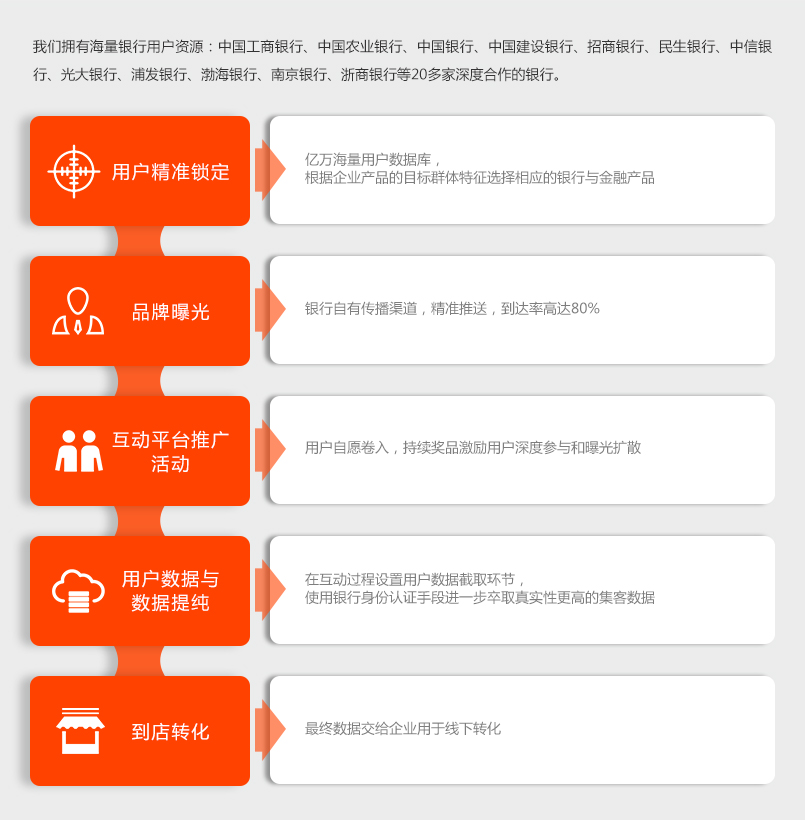 我们拥有海量银行用户资源：中国工商银行、中国农业银行、中国银行、中国建设银行、招商银行、民生银行、中信银
行、光大银行、浦发银行、渤海银行、南京银行、浙商银行等20多家深度合作的银行。
用户精准锁定
亿万海量用户数据库，
根据企业产品的目标群体特征选择相应的银行与金融产品
品牌曝光
银行自有传播渠道，精准推送，到达率高达80%
互动平台推广
活动
用户自愿卷入，持续奖品激励用户深度参与和曝光扩散
用户数据与
数据提纯
在互动过程设置用户数据截取环节，
使用银行身份认证手段进一步卒取真实性更高的集客数据
到店转化
最终数据交给企业用于线下转化